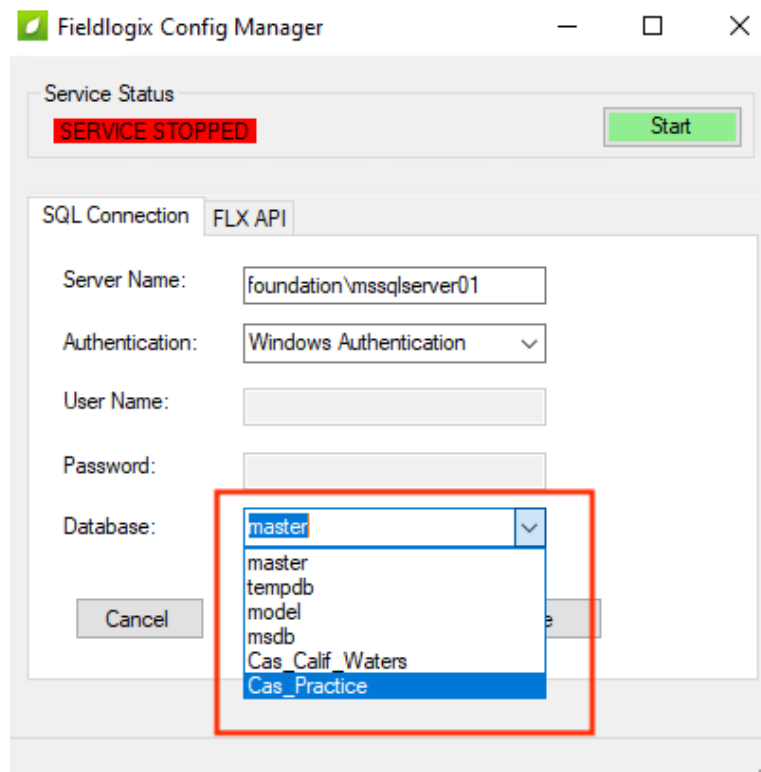 Fieldlogix Config Manager
Service Status
SERVICE STOPPED
Start
SQL Connection
FLX API
Server Name:
foundation\mssqlserver01
Authentication:
Windows Authentication
User Name:
Password:
Database:
master
master
tempdb
model
msdb
Cas_Calif_Waters
Cas_Practice
Cancel